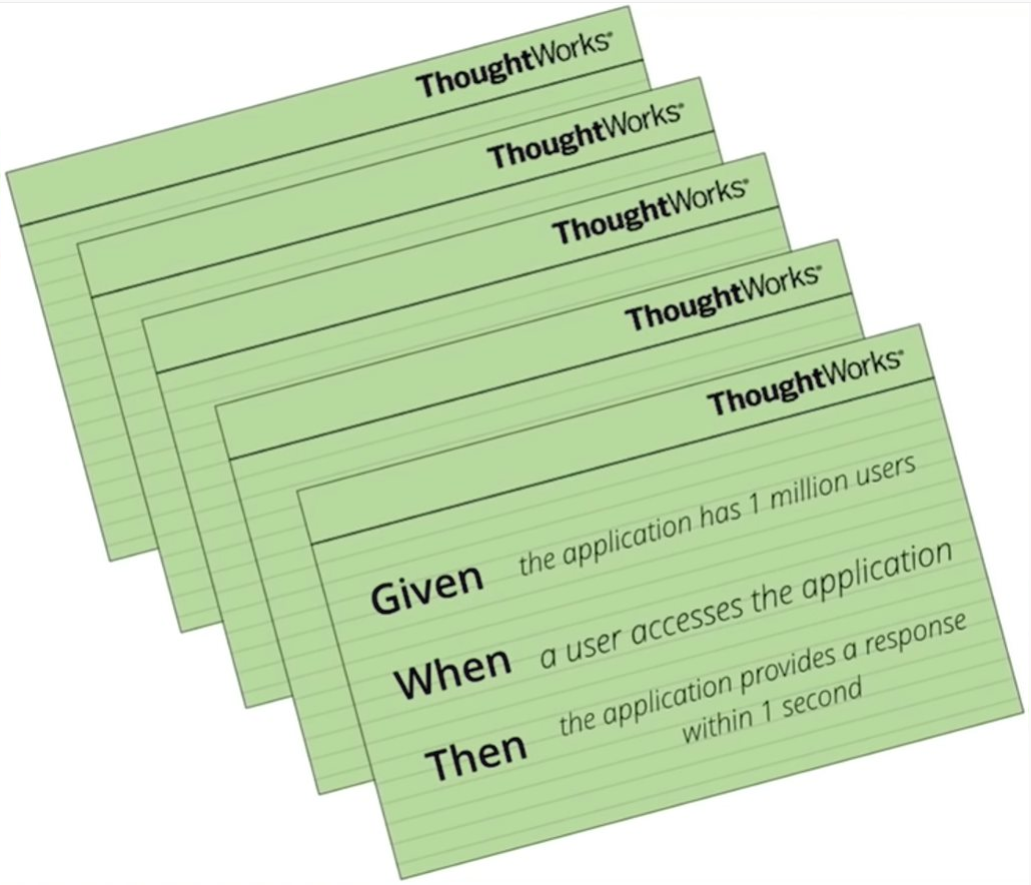 ThoughtWorks®
ThoughtWorks®
ThoughtWorks®
ThoughtWorks®
ThoughtWorks®
Given the application has 1 million users
When a user accesses the application
Then the application provides a response
within 1 second